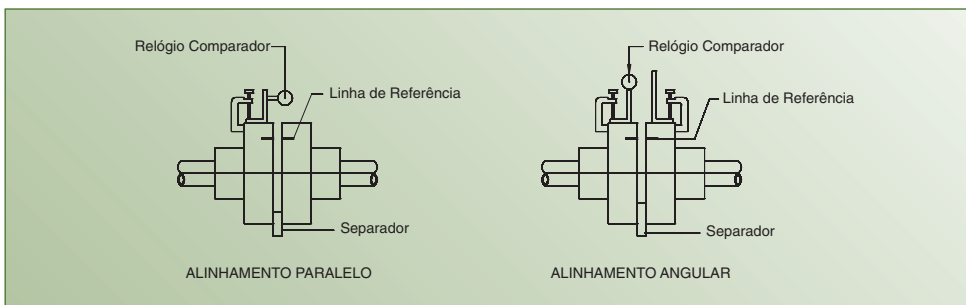 Relógio Comparador
Linha de Referência
Separador
ALINHAMENTO PARALELO
Relógio Comparador
Linha de Referência
Separador
ALINHAMENTO ANGULAR